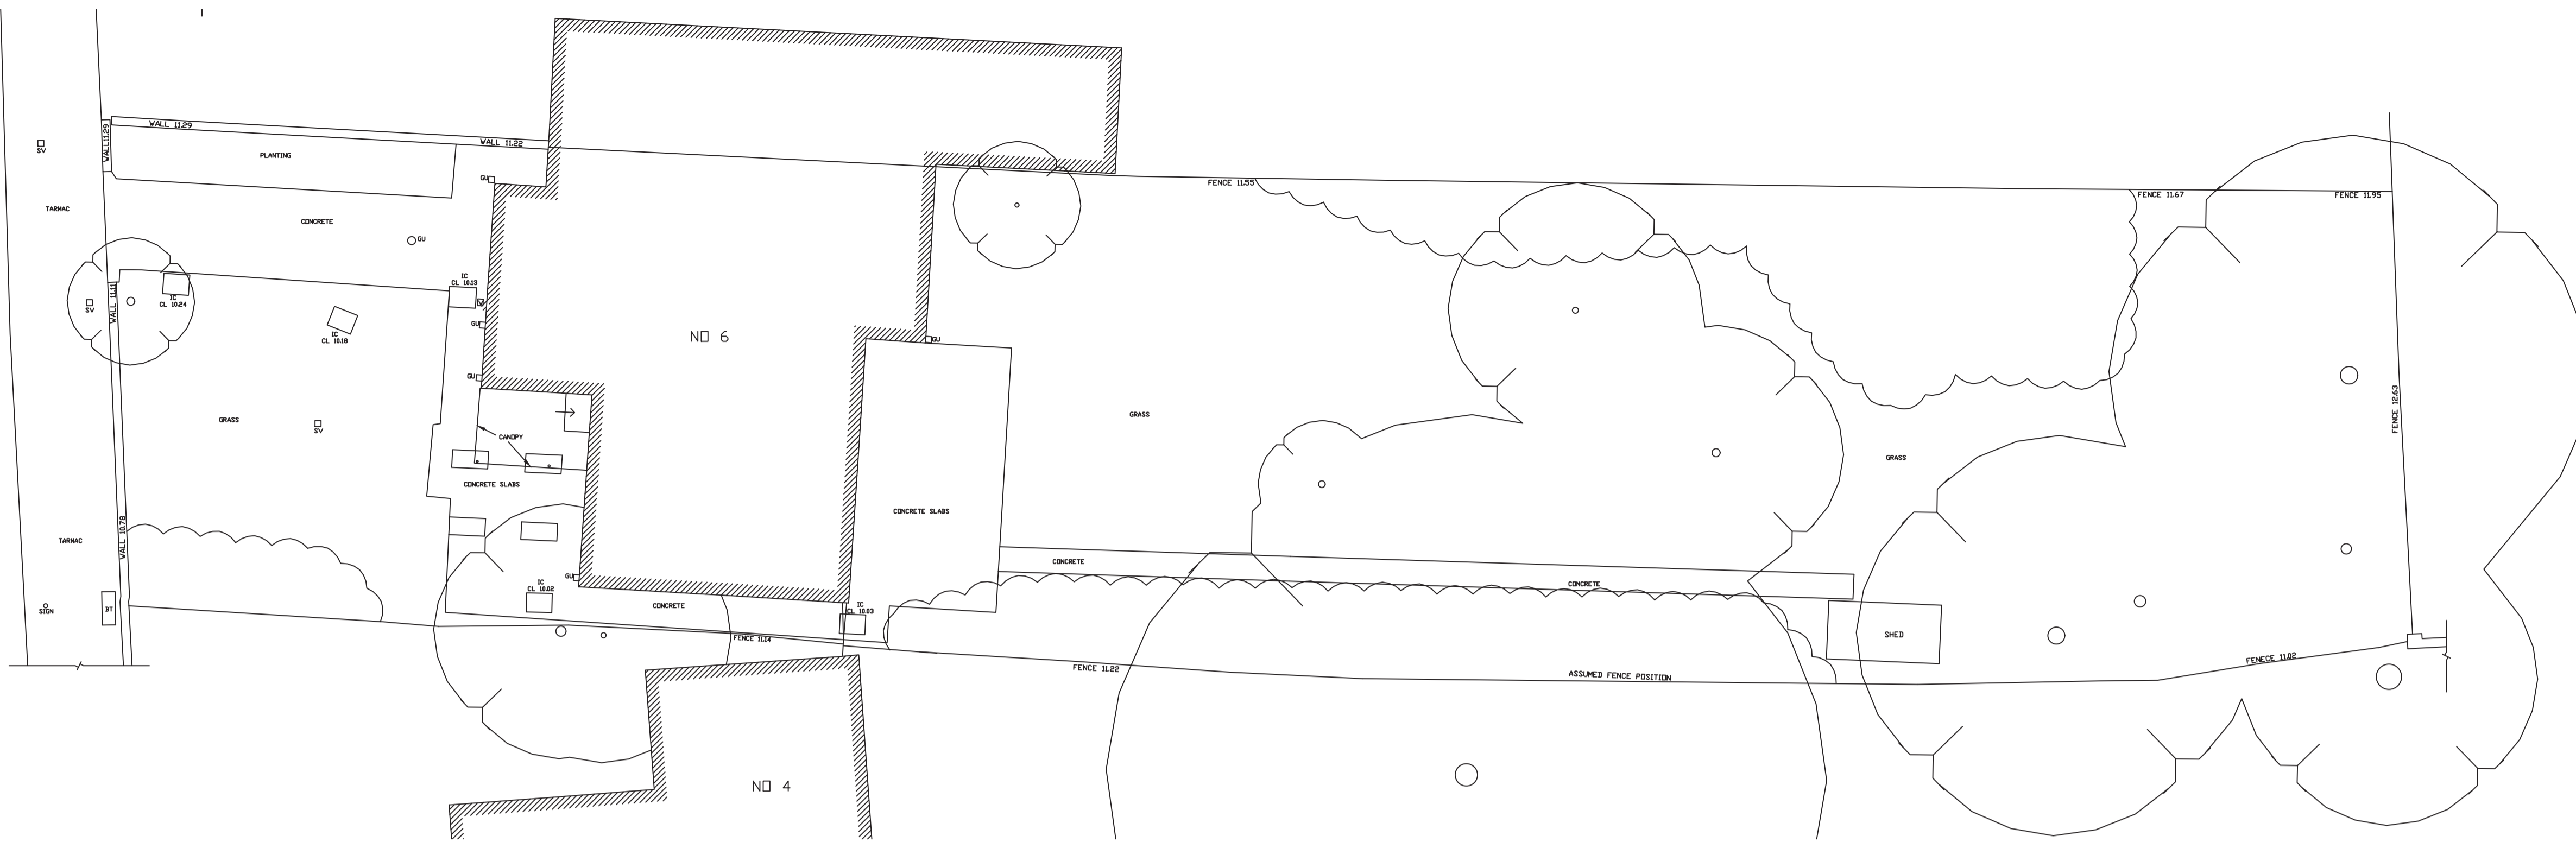 WALL 11.29
WALL 11.29
WALL 11.22
SV
PLANTING
GU
TARMAC
CONCRETE
GU
FENCE 11.55
FENCE 11.67
FENCE 11.95
IC
CL 10.13
IC
CL 10.24
SV
WALL 11.11
GU
IC
CL 10.18
NO 6
GU
GU
GRASS
SV
CANOPY
GRASS
FENCE 12.63
GRASS
CONCRETE SLABS
CONCRETE SLABS
WALL 10.78
TARMAC
CONCRETE
GU
IC
CL 10.02
CONCRETE
CONCRETE
SIGN
BT
IC
CL 10.03
FENCE 11.14
SHED
FENCE 11.22
ASSUMED FENCE POSITION
FENECE 11.02
NO 4